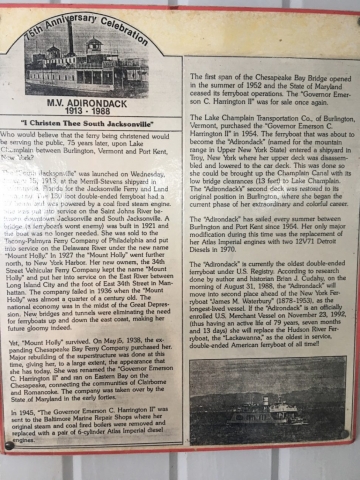 75th Anniversary Celebration
M.V. ADIRONDACK
1913 - 1988
"I Christen Thee South Jacksonville"
Who would believe that the ferry being christened would
be serving the public, 75 years later, upon Lake
Champlain between Burlington, Vermont and Port Kent,
New York?
South Jacksonville" was launched on Wednesday,
1913, at the Merrill-Stevens shipyard in
Florida for the Jacksonville Ferry and Land
foot double-ended ferryboat had a
and was powered by a coal fired steam engine
was put into service on the Saint Johns River be-
downtown Jacksonville and South Jacksonville. A
bridge (a ferryboat's worst enemy) was built in 1921 and
the boat was no longer needed. She was sold to the
Tocony-Palmyra Ferry Company of Philadelphia and put
into service on the Delaware River under the new name
"Mount Holly." In 1927 the "Mount Holly" went further
north, to New York Harbor. Her new owners, the 34th
Street Vehicular Ferry Company kept the name "Mount
Holly" and put her into service on the East River between
Long Island City and the foot of East 34th Street in Man-
hattan. The company failed in 1936 when the "Mount
Holly" was almost a quarter of a century old. The
national economy was in the midst of the Great Depres-
sion. New bridges and tunnels were eliminating the need
for ferryboats up and down the east coast, making her
future gloomy indeed.
Yet, "Mount Holly" survived. On May 6, 1938, the ex-
panding Chesapeake Bay Ferry Company purchased her.
Major rebuilding of the superstructure was done at this
time, giving her, to a large extent, the appearance that
she has today. She was renamed the "Governor Emerson
C. Harrington II" and ran on Eastern Bay on the
Chesapeake, connecting the communities of Claiborne
and Romancoke. The company was taken over by the
State of Maryland in the early forties.
In 1945, "The Governor Emerson C. Harrington II" was
sent to the Baltimore Marine Repair Shops where her
original steam and coal fired boilers were removed and
replaced with a pair of 6-cylinder Atlas Imperial diesel
engines.
The first span of the Chesapeake Bay Bridge opened
in the summer of 1952 and the State of Maryland
ceased its ferryboat operations. The "Governor Emer-
son C. Harrington II" was for sale once again.
The Lake Champlain Transportation Co., of Burlington,
Vermont, purchased the "Governor Emerson C.
Harrington II" in 1954. The ferryboat that was about to
become the "Adirondack" (named for the mountain
range in Upper New York State) entered a shipyard in
Troy, New York where her upper deck was disassem-
bled and lowered to the car deck. This was done so
she could be brought up the Champlain Canal with its
low bridge clearances (13 feet) to Lake Champlain.
The "Adirondack's" second deck was restored to its
original position in Burlington, where she began the
current phase of her extraordinary and colorful career.
The "Adirondack" has sailed every summer between
Burlington and Port Kent since 1954. Her only major
modification during this time was the replacement of
her Atlas Imperial engines with two 12V71 Detroit
Diesels in 1970.
The "Adirondack" is currently the oldest double-ended
ferryboat under U.S. Registry. According to research
done by author and historian Brian J. Cudahy, on the
morning of August 31, 1988, the "Adirondack" will
move into second place ahead of the New York Fer-
ryboat "James M. Waterbury" (1878-1953), as the
longest-lived vessel. If the "Adirondack" is an officially
enrolled U.S. Merchant Vessel on November 23, 1992,
(thus having an active life of 79 years, seven months
and 13 days) she will replace the Hudson River Fer-
ryboat, the "Lackawanna," as the oldest in service,
double-ended American ferryboat of all time!!